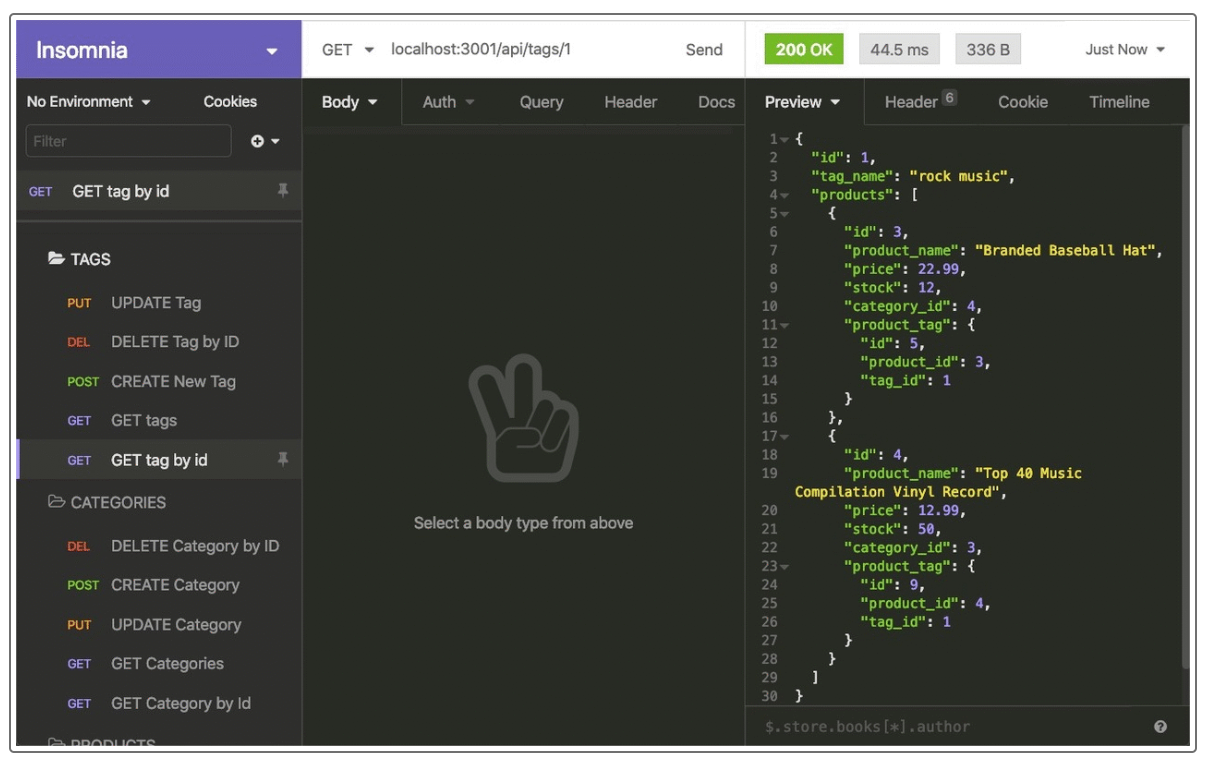 Insomnia
GET localhost:3001/api/tags/1 Send
200 OK 44.5 ms 336 B Just Now
No Environment Cookies
Body Auth Query Header Docs
Preview Header 6 Cookie Timeline
Filter
GET GET tag by id
TAGS
PUT UPDATE Tag
DEL DELETE Tag by ID
POST CREATE New Tag
GET GET tags
GET GET tag by id
CATEGORIES
DEL DELETE Category by ID
POST CREATE Category
PUT UPDATE Category
GET GET Categories
GET GET Category by Id
PRODUCTS
Select a body type from above
1 {
2 "id": 1,
3 "tag_name": "rock music",
4 "products": [
5 {
6 "id": 3,
7 "product_name": "Branded Baseball Hat",
8 "price": 22.99,
9 "stock": 12,
10 "category_id": 4,
11 "product_tag": {
12 "id": 5,
13 "product_id": 3,
14 "tag_id": 1
15 }
16 },
17 {
18 "id": 4,
19 "product_name": "Top 40 Music
Compilation Vinyl Record",
20 "price": 12.99,
21 "stock": 50,
22 "category_id": 3,
23 "product_tag": {
24 "id": 9,
25 "product_id": 4,
26 "tag_id": 1
27 }
28 }
29 ]
30 }
$.store.books[*].author